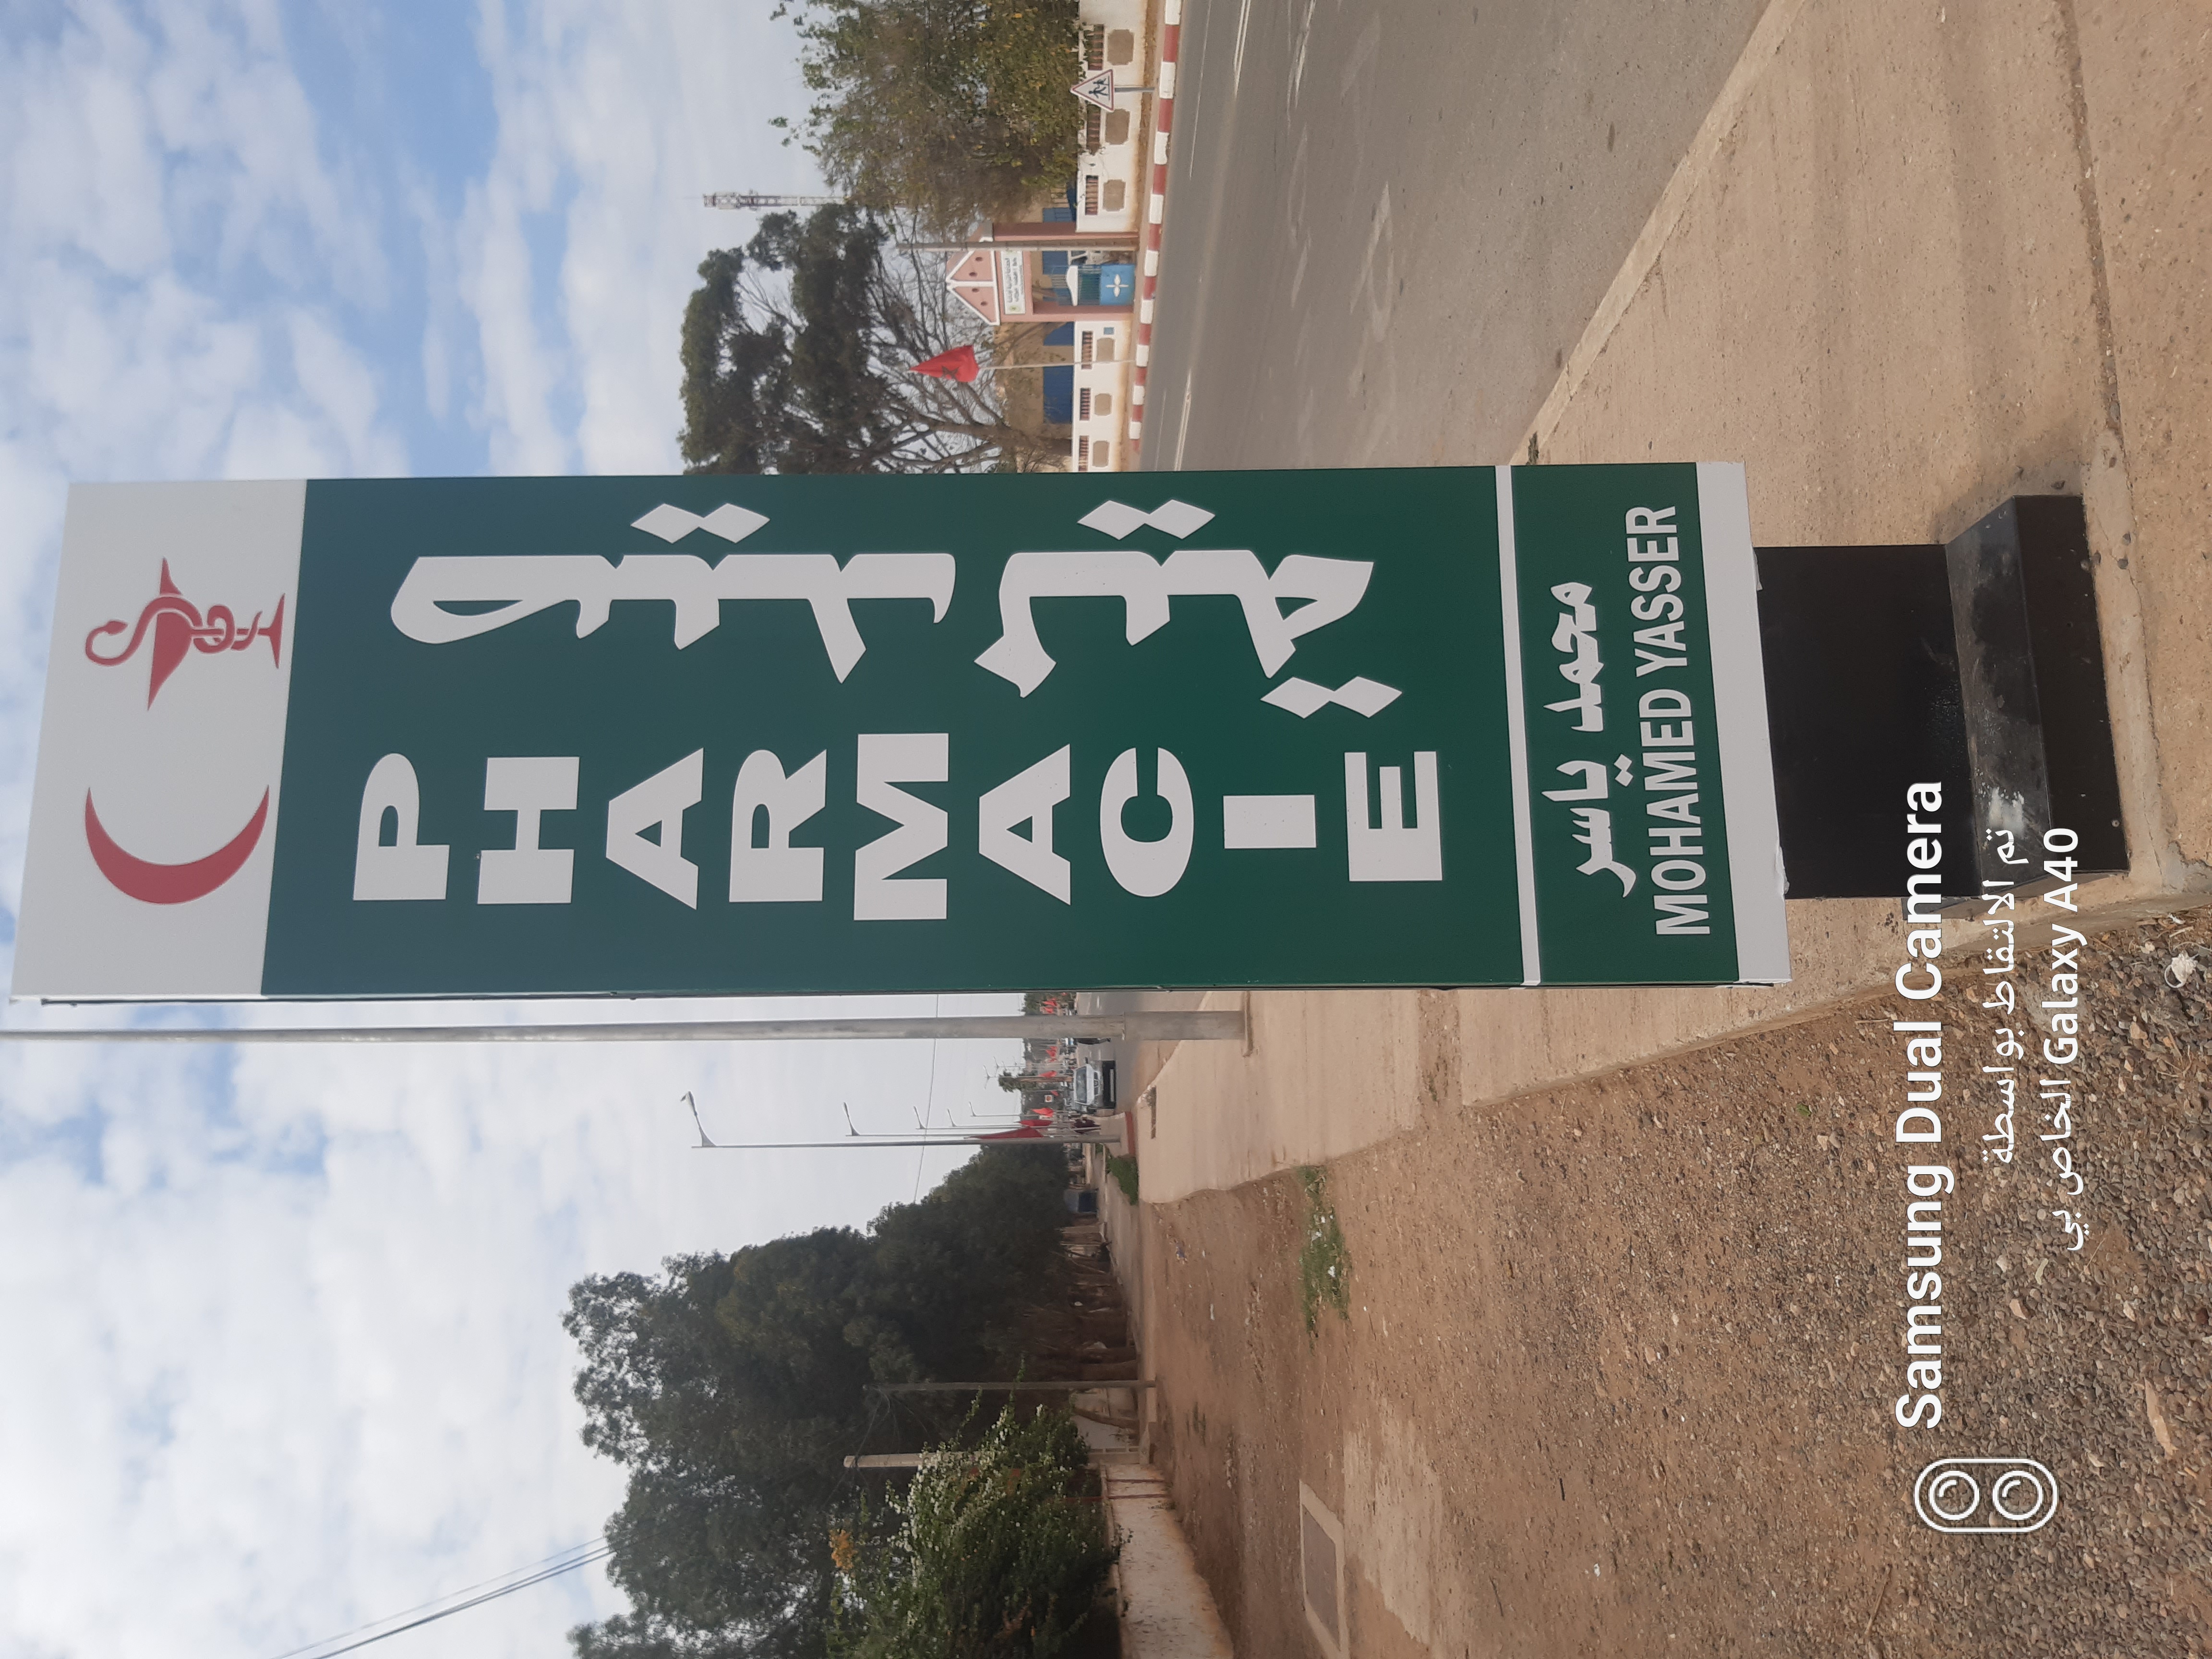 صيدلية
PHARMACIE
محمد ياسر
MOHAMED YASSER
Samsung Dual Camera
تم الالتقاط بواسطة
Galaxy A40 الخاص بي